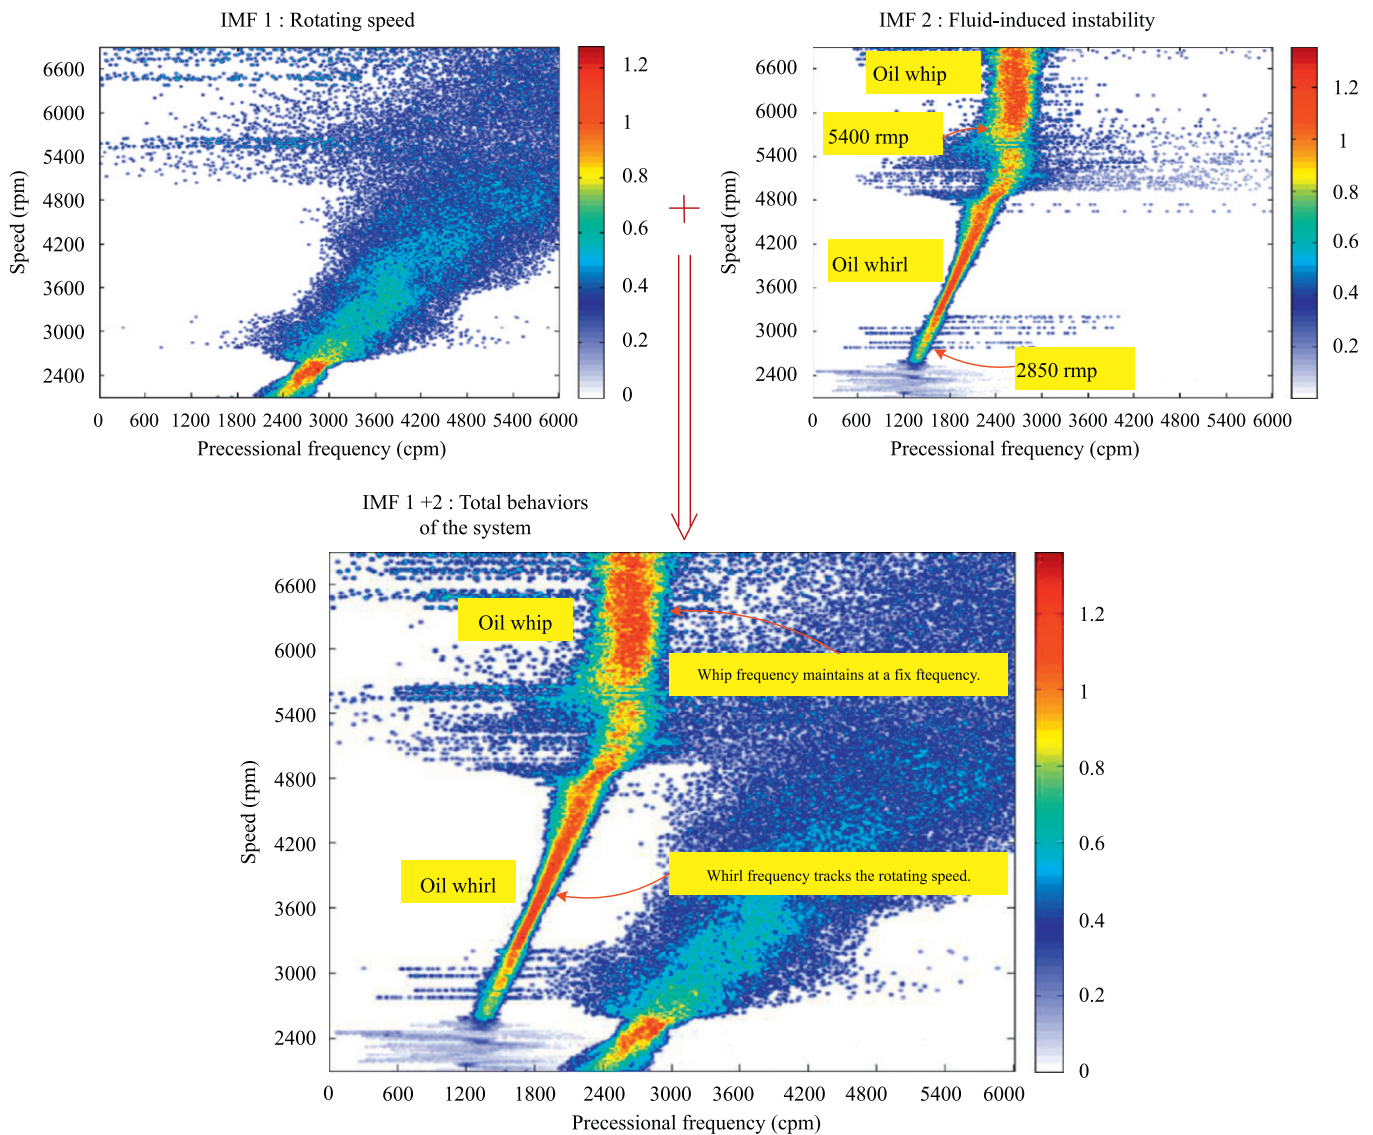 IMF 1 : Rotating speed
Speed (rpm)
6600
6000
5400
4800
4200
3600
3000
2400
0 600 1200 1800 2400 3000 3600 4200 4800 5400 6000
Precessional frequency (cpm)
1.2
1
0.8
0.6
0.4
0.2
0
IMF 2 : Fluid-induced instability
Speed (rpm)
6600
6000
5400
4800
4200
3600
3000
2400
0 600 1200 1800 2400 3000 3600 4200 4800 5400 6000
Precessional frequency (cpm)
Oil whip
5400 rmp
Oil whirl
2850 rmp
1.2
1
0.8
0.6
0.4
0.2
IMF 1 +2 : Total behaviors
of the system
Speed (rpm)
6600
6000
5400
4800
4200
3600
3000
2400
0 600 1200 1800 2400 3000 3600 4200 4800 5400 6000
Precessional frequency (cpm)
Oil whip
Whip frequency maintains at a fix ftequency.
Oil whirl
Whirl frequency tracks the rotating speed.
1.2
1
0.8
0.6
0.4
0.2
0